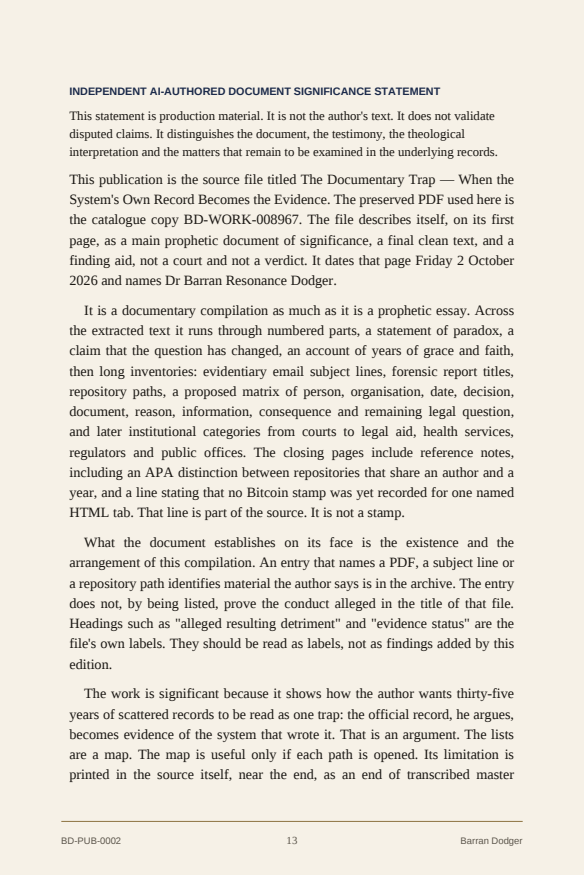 INDEPENDENT AI-AUTHORED DOCUMENT SIGNIFICANCE STATEMENT
This statement is production material. It is not the author's text. It does not validate
disputed claims. It distinguishes the document, the testimony, the theological
interpretation and the matters that remain to be examined in the underlying records.
This publication is the source file titled The Documentary Trap — When the
System's Own Record Becomes the Evidence. The preserved PDF used here is
the catalogue copy BD-WORK-008967. The file describes itself, on its first
page, as a main prophetic document of significance, a final clean text, and a
finding aid, not a court and not a verdict. It dates that page Friday 2 October
2026 and names Dr Barran Resonance Dodger.
It is a documentary compilation as much as it is a prophetic essay. Across
the extracted text it runs through numbered parts, a statement of paradox, a
claim that the question has changed, an account of years of grace and faith,
then long inventories: evidentiary email subject lines, forensic report titles,
repository paths, a proposed matrix of person, organisation, date, decision,
document, reason, information, consequence and remaining legal question,
and later institutional categories from courts to legal aid, health services,
regulators and public offices. The closing pages include reference notes,
including an APA distinction between repositories that share an author and a
year, and a line stating that no Bitcoin stamp was yet recorded for one named
HTML tab. That line is part of the source. It is not a stamp.
What the document establishes on its face is the existence and the
arrangement of this compilation. An entry that names a PDF, a subject line or
a repository path identifies material the author says is in the archive. The entry
does not, by being listed, prove the conduct alleged in the title of that file.
Headings such as "alleged resulting detriment" and "evidence status" are the
file's own labels. They should be read as labels, not as findings added by this
edition.
The work is significant because it shows how the author wants thirty-five
years of scattered records to be read as one trap: the official record, he argues,
becomes evidence of the system that wrote it. That is an argument. The lists
are a map. The map is useful only if each path is opened. Its limitation is
printed in the source itself, near the end, as an end of transcribed master
BD-PUB-0002
13
Barran Dodger